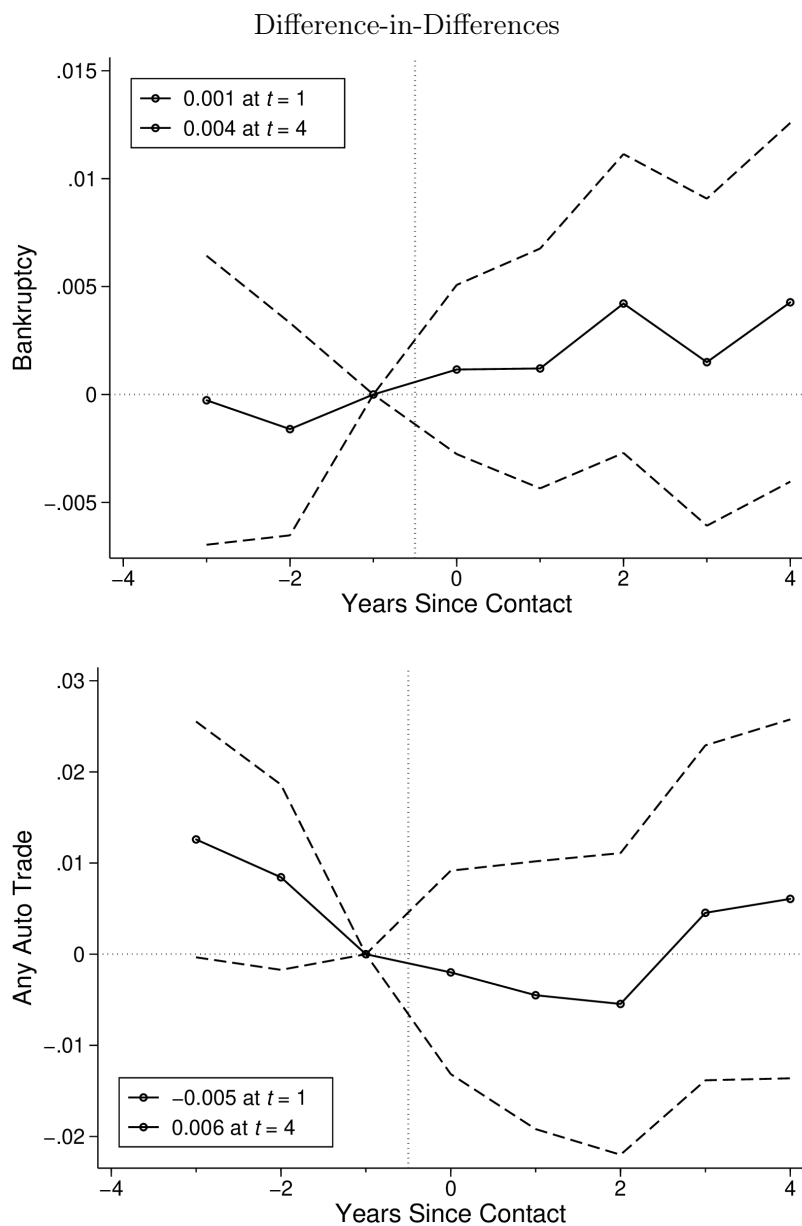 Difference-in-Differences
.015
.01
.005
0
−.005
Bankruptcy
0.001 at t = 1
0.004 at t = 4
−4
−2
0
2
4
Years Since Contact
.03
.02
.01
0
−.01
−.02
Any Auto Trade
−0.005 at t = 1
0.006 at t = 4
−4
−2
0
2
4
Years Since Contact